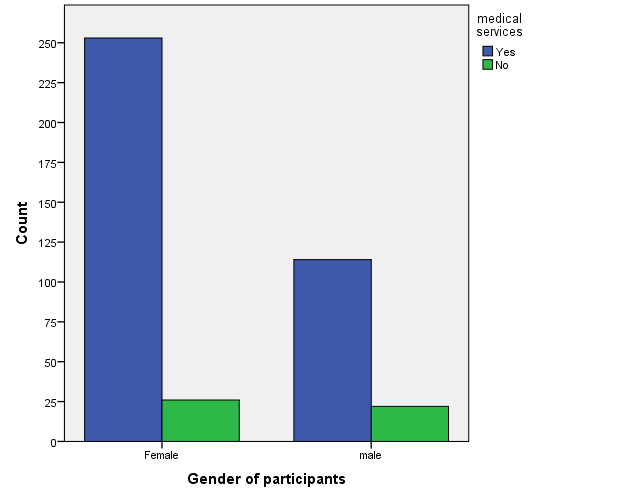 medical
services
Yes
No
250
225
200
175
150
125
100
75
50
25
0
Count
Female
male
Gender of participants